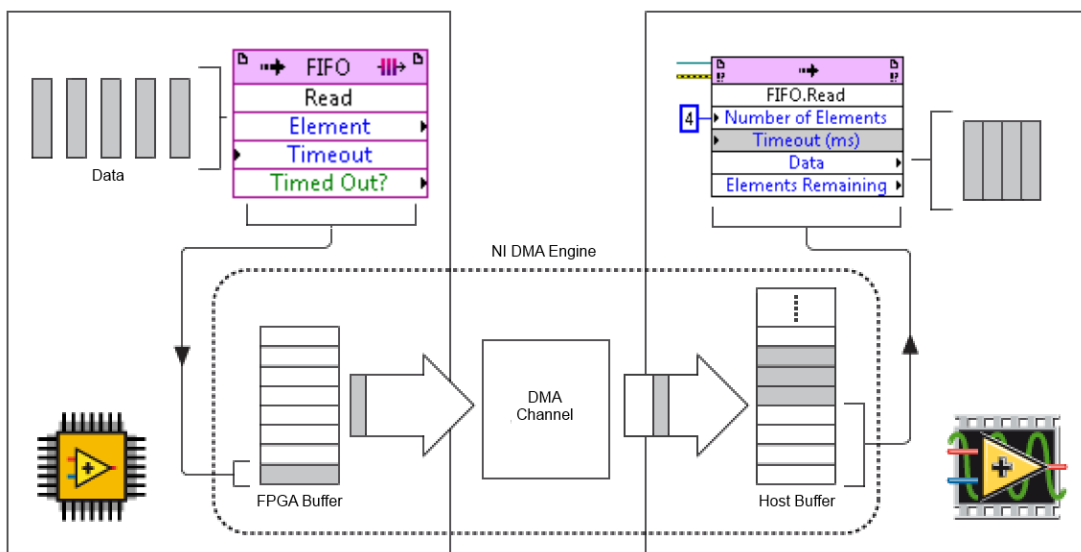 FIFO
Read
Element
Timeout
Timed Out?
Data
FIFO.Read
4
Number of Elements
Timeout (ms)
Data
Elements Remaining
NI DMA Engine
DMA
Channel
FPGA Buffer
Host Buffer